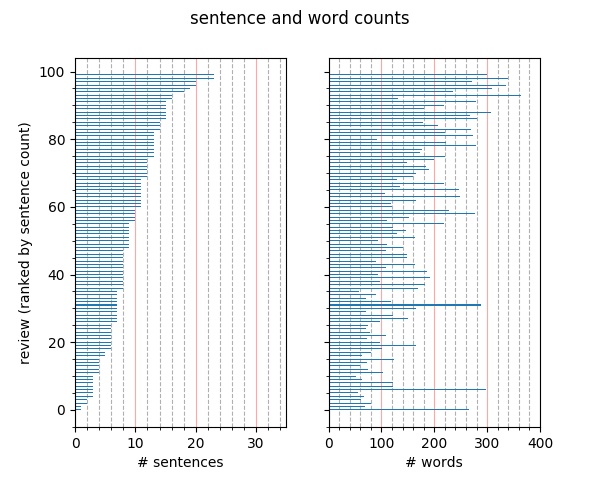 sentence and word counts
review (ranked by sentence count)
100
80
60
40
20
0
0 10 20 30
# sentences
0 100 200 300 400
# words